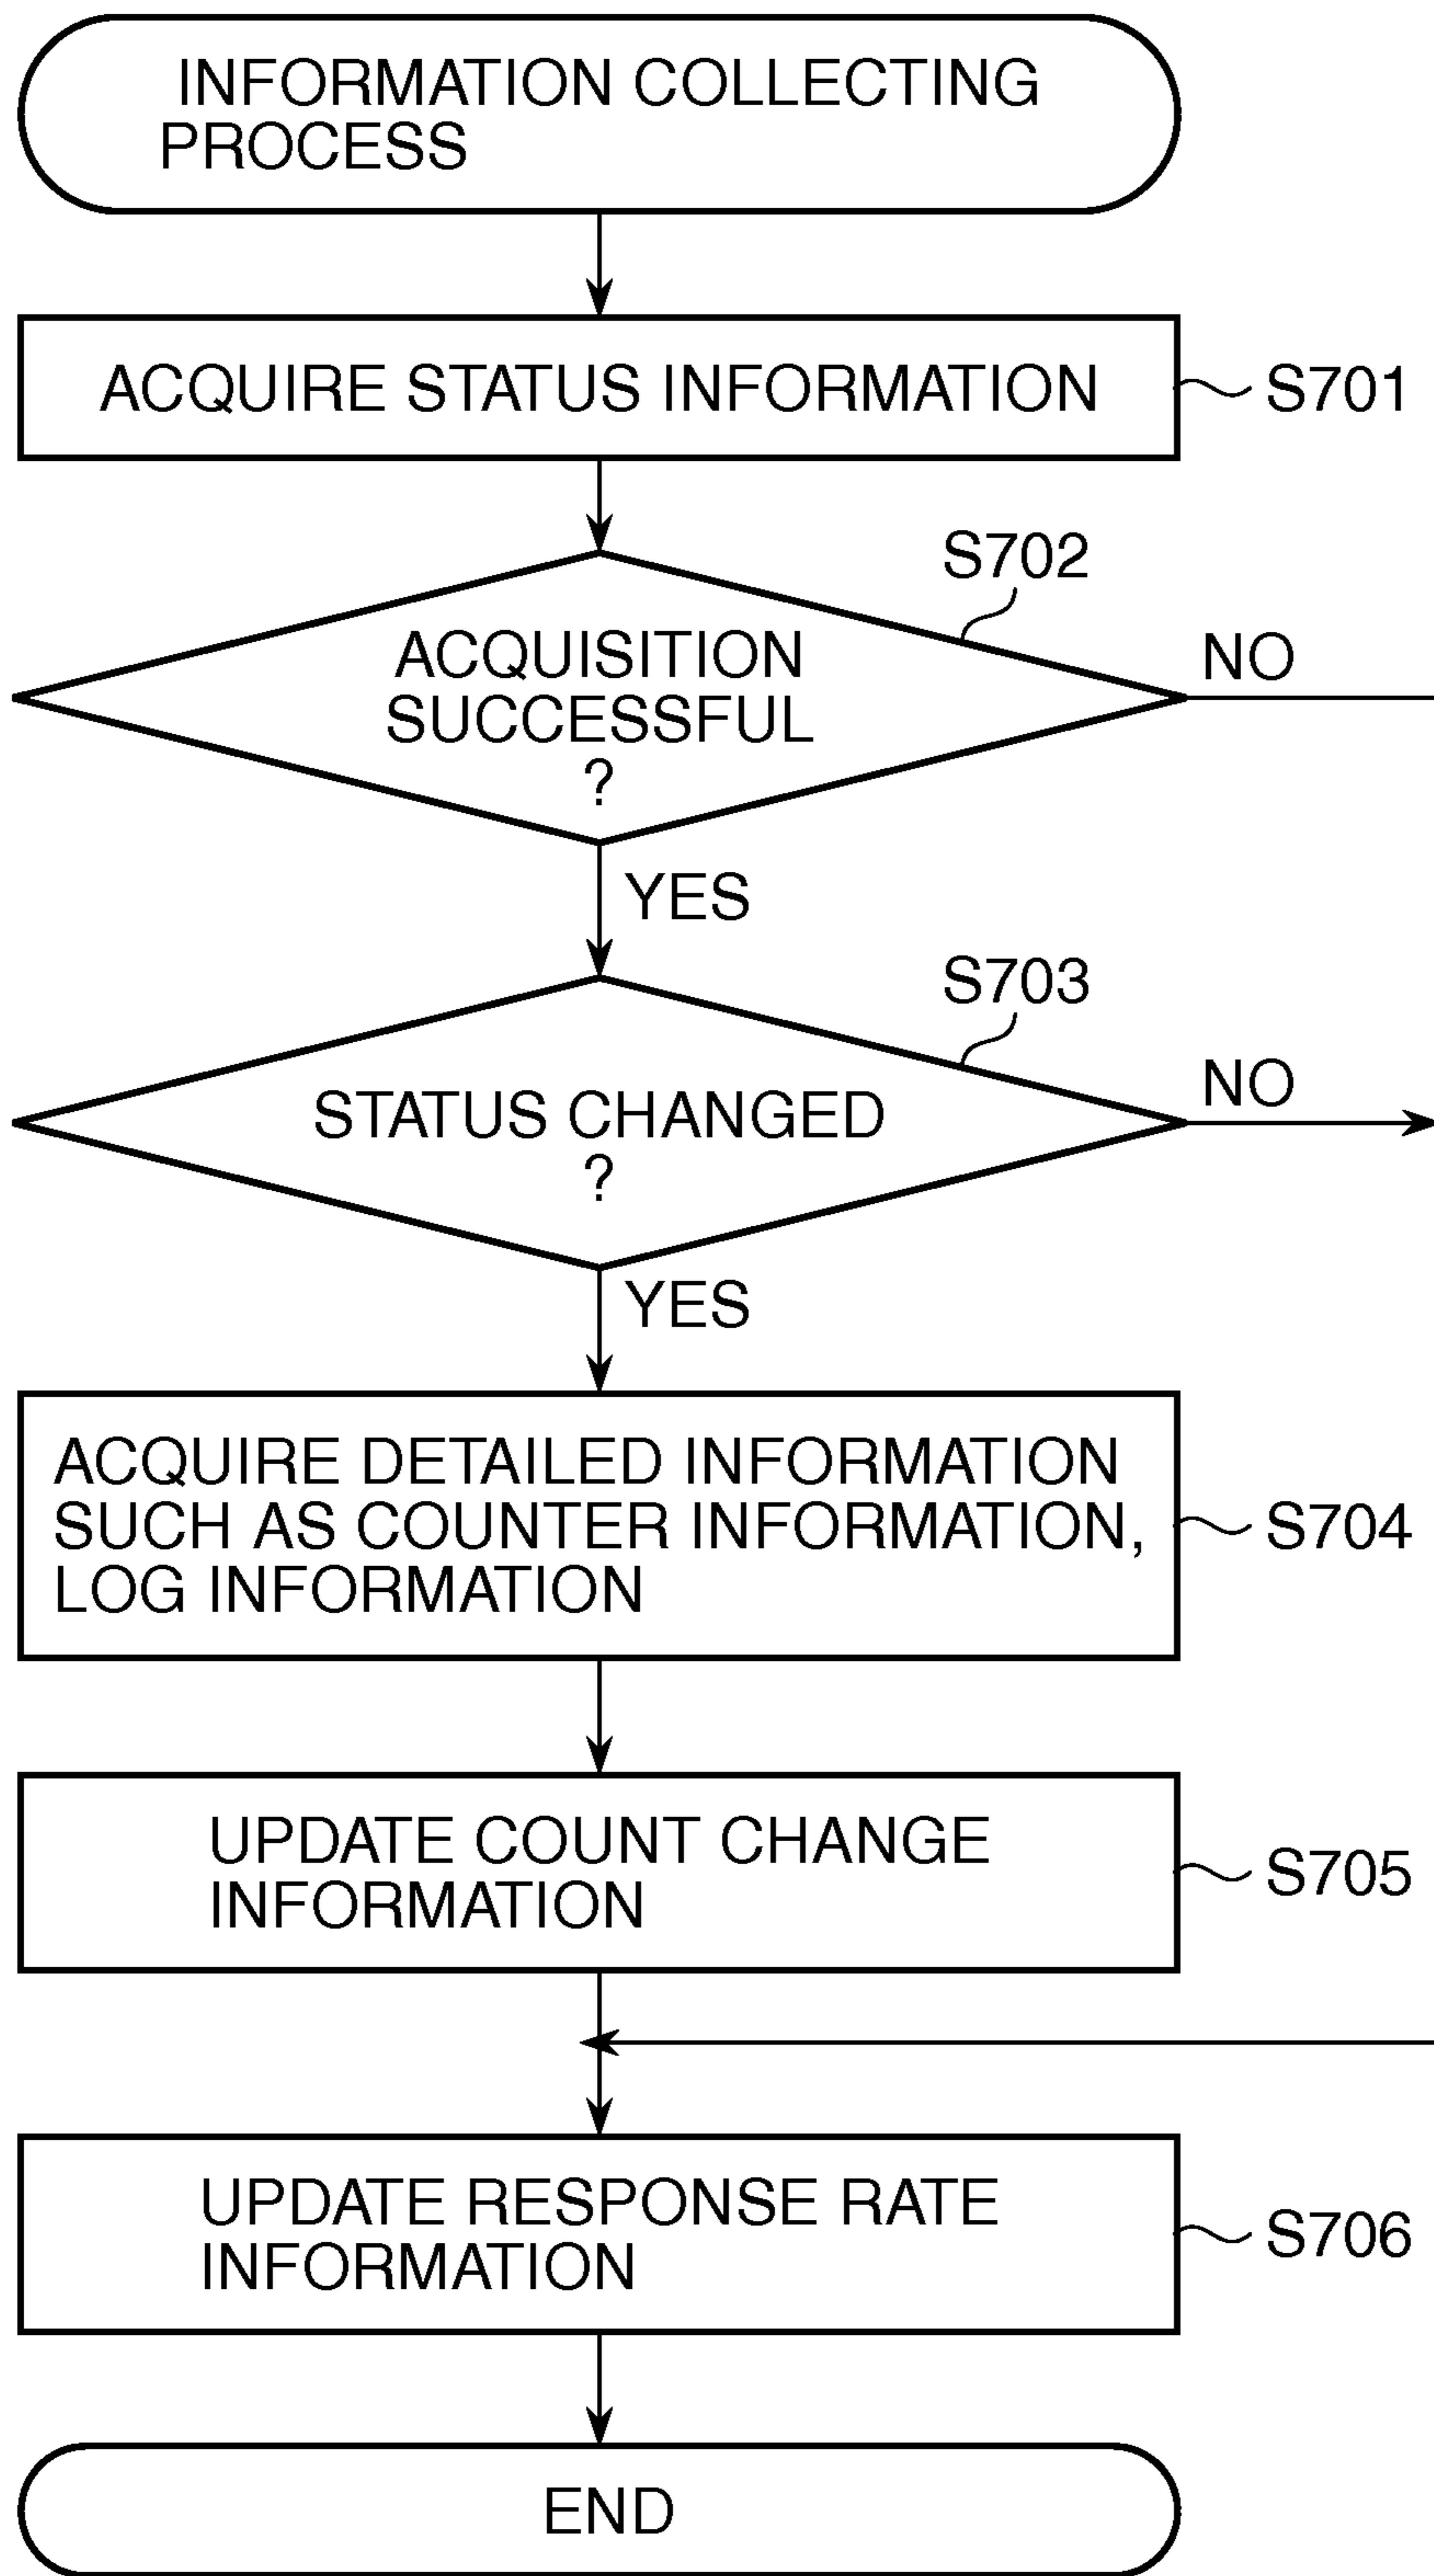 INFORMATION COLLECTING
PROCESS
ACQUIRE STATUS INFORMATION
S701
S702
ACQUISITION
SUCCESSFUL
?
NO
YES
S703
STATUS CHANGED
?
NO
YES
ACQUIRE DETAILED INFORMATION
SUCH AS COUNTER INFORMATION,
LOG INFORMATION
S704
UPDATE COUNT CHANGE
INFORMATION
S705
UPDATE RESPONSE RATE
INFORMATION
S706
END